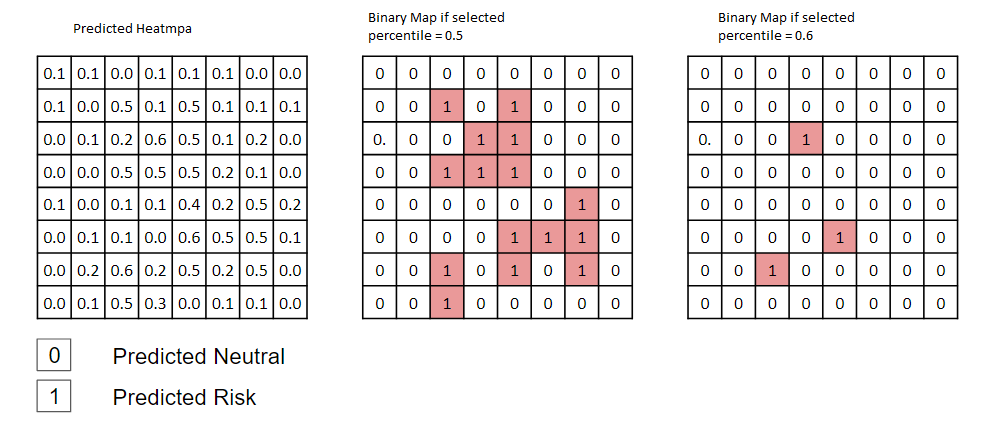 Predicted Heatmpa
Binary Map if selected
percentile = 0.5
Binary Map if selected
percentile = 0.6
0.1 0.1 0.0 0.1 0.1 0.1 0.0 0.0
0.1 0.0 0.5 0.1 0.5 0.1 0.1 0.1
0.0 0.1 0.2 0.6 0.5 0.1 0.2 0.0
0.0 0.0 0.5 0.5 0.5 0.2 0.1 0.0
0.1 0.0 0.1 0.1 0.4 0.2 0.5 0.2
0.0 0.1 0.1 0.0 0.6 0.5 0.5 0.1
0.0 0.2 0.6 0.2 0.5 0.2 0.5 0.0
0.0 0.1 0.5 0.3 0.0 0.1 0.1 0.0
0 0 0 0 0 0 0 0
0 0 1 0 1 0 0 0
0. 0 0 1 1 0 0 0
0 0 1 1 1 0 0 0
0 0 0 0 0 0 1 0
0 0 0 0 1 1 1 0
0 0 1 0 1 0 1 0
0 0 1 0 0 0 0 0
0 0 0 0 0 0 0 0
0 0 0 0 0 0 0 0
0. 0 0 1 0 0 0 0
0 0 0 0 0 0 0 0
0 0 0 0 0 0 0 0
0 0 0 0 1 0 0 0
0 0 1 0 0 0 0 0
0 0 0 0 0 0 0 0
0 Predicted Neutral
1 Predicted Risk